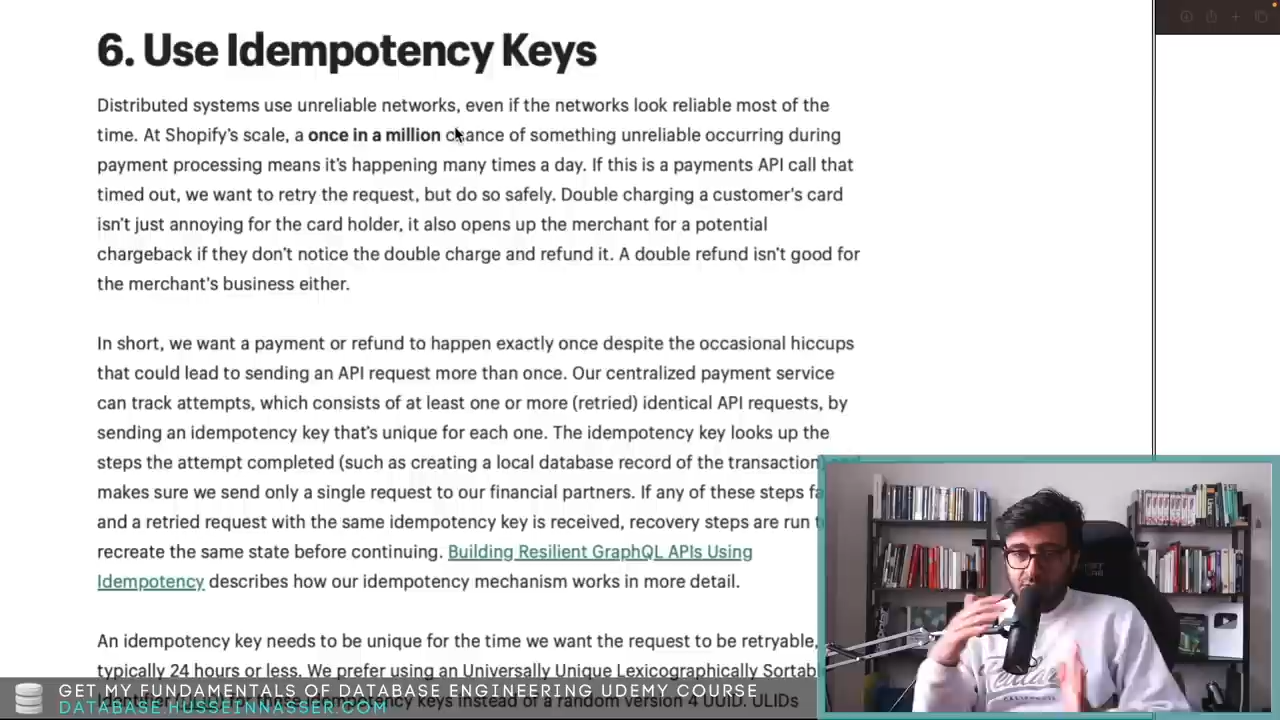 6. Use Idempotency Keys
Distributed systems use unreliable networks, even if the networks look reliable most of the
time. At Shopify's scale, a once in a million chance of something unreliable occurring during
payment processing means it's happening many times a day. If this is a payments API call that
timed out, we want to retry the request, but do so safely. Double charging a customer's card
isn't just annoying for the card holder, it also opens up the merchant for a potential
chargeback if they don't notice the double charge and refund it. A double refund isn't good for
the merchant's business either.
In short, we want a payment or refund to happen exactly once despite the occasional hiccups
that could lead to sending an API request more than once. Our centralized payment service
can track attempts, which consists of at least one or more (retried) identical API requests, by
sending an idempotency key that's unique for each one. The idempotency key looks up the
steps the attempt completed (such as creating a local database record of the transaction)
makes sure we send only a single request to our financial partners. If any of these steps
and a retried request with the same idempotency key is received, recovery steps are run
recreate the same state before continuing. Building Resilient GraphQL APIs Using
Idempotency describes how our idempotency mechanism works in more detail.
An idempotency key needs to be unique for the time we want the request to be retryable,
typically 24 hours or less. We prefer using an Universally Unique Lexicographically
idempotency keys instead of a random version 4 UUID. ULIDs
GET MY FUNDAMENTALS OF DATABASE ENGINEERING UDEMY COURSE
DATABASE.HUSSEINNASSER.COM